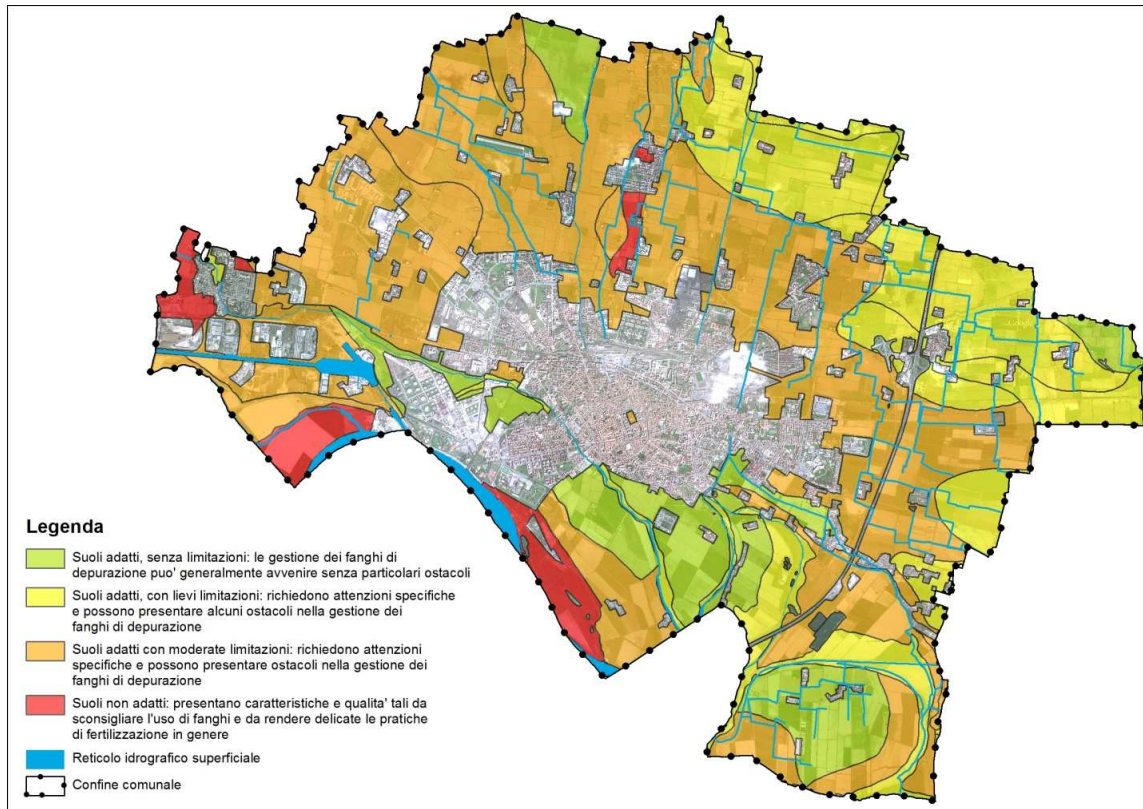 Legenda
Suoli adatti, senza limitazioni: le gestione dei fanghi di
depurazione puo' generalmente avvenire senza particolari ostacoli
Suoli adatti, con lievi limitazioni: richiedono attenzioni specifiche
e possono presentare alcuni ostacoli nella gestione dei
fanghi di depurazione
Suoli adatti con moderate limitazioni: richiedono attenzioni
specifiche e possono presentare ostacoli nella gestione dei
fanghi di depurazione
Suoli non adatti: presentano caratteristiche e qualita' tali da
sconsigliare l'uso di fanghi e da rendere delicate le pratiche
di fertilizzazione in genere
Reticolo idrografico superficiale
Confine comunale